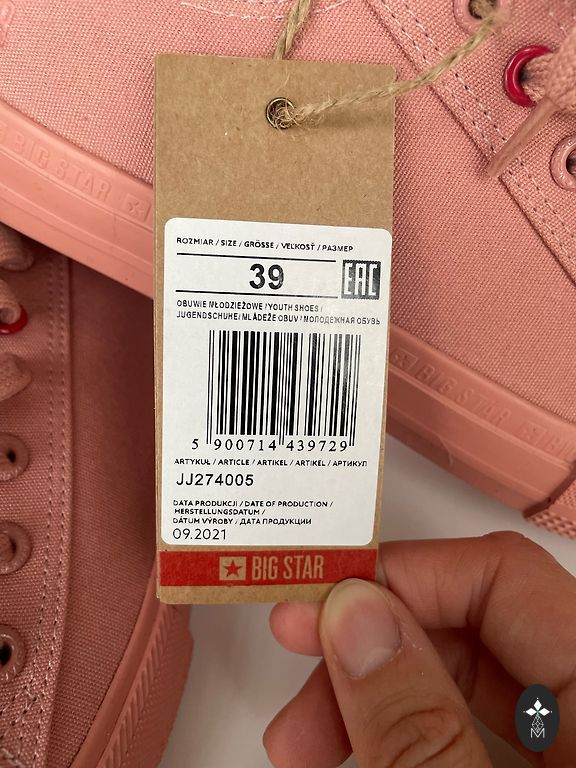 ROZMIAR / SIZE / GRÖSSE / VEĽKOSŤ / РАЗМЕР
39
EAC
OBUWIE MŁODZIEŻOWE / YOUTH SHOES /
JUGENDSCHUHE / MLÁDEŽE OBUV / МОЛОДЕЖНАЯ ОБУВЬ
5 900714 439729
ARTYKUŁ / ARTICLE / ARTIKEL / ARTIKEL / АРТИКУЛ
JJ274005
DATA PRODUKCJI / DATE OF PRODUCTION /
HERSTELLUNGSDATUM /
DÁTUM VÝROBY / ДАТА ПРОДУКЦИИ
09.2021
BIG STAR
BIG STAR
BIG STAR